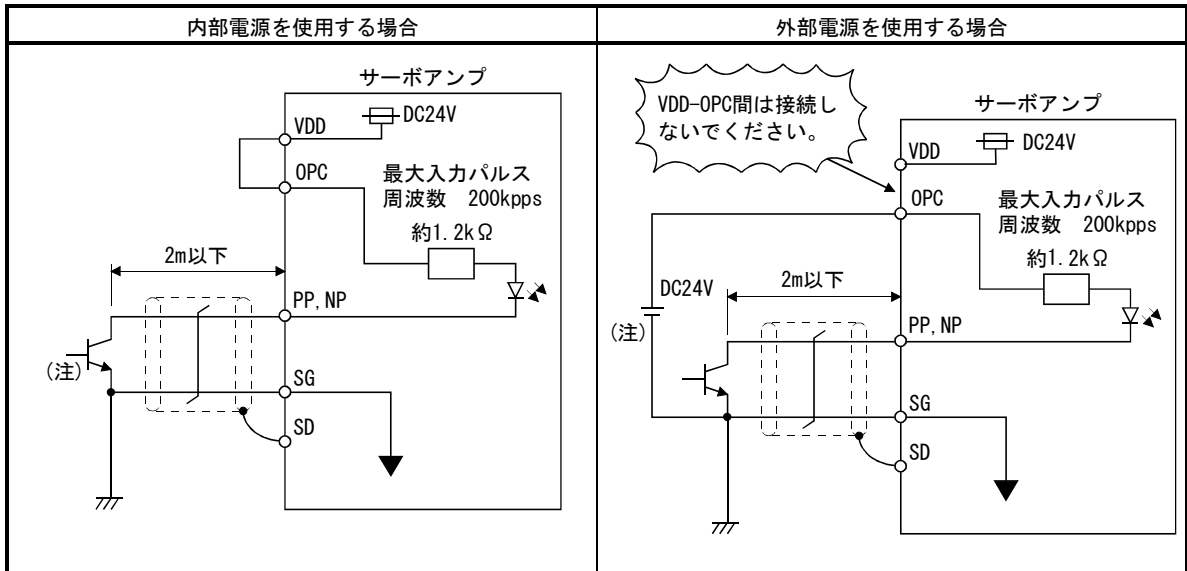 内部電源を使用する場合
サーボアンプ
VDD
DC24V
OPC
最大入力パルス
周波数 200kpps
約1.2kΩ
2m以下
PP,NP
(注)
SG
SD
外部電源を使用する場合
VDD-OPC間は接続し
ないでください。
サーボアンプ
VDD
DC24V
OPC
最大入力パルス
周波数 200kpps
約1.2kΩ
DC24V
2m以下
(注)
PP,NP
SG
SD